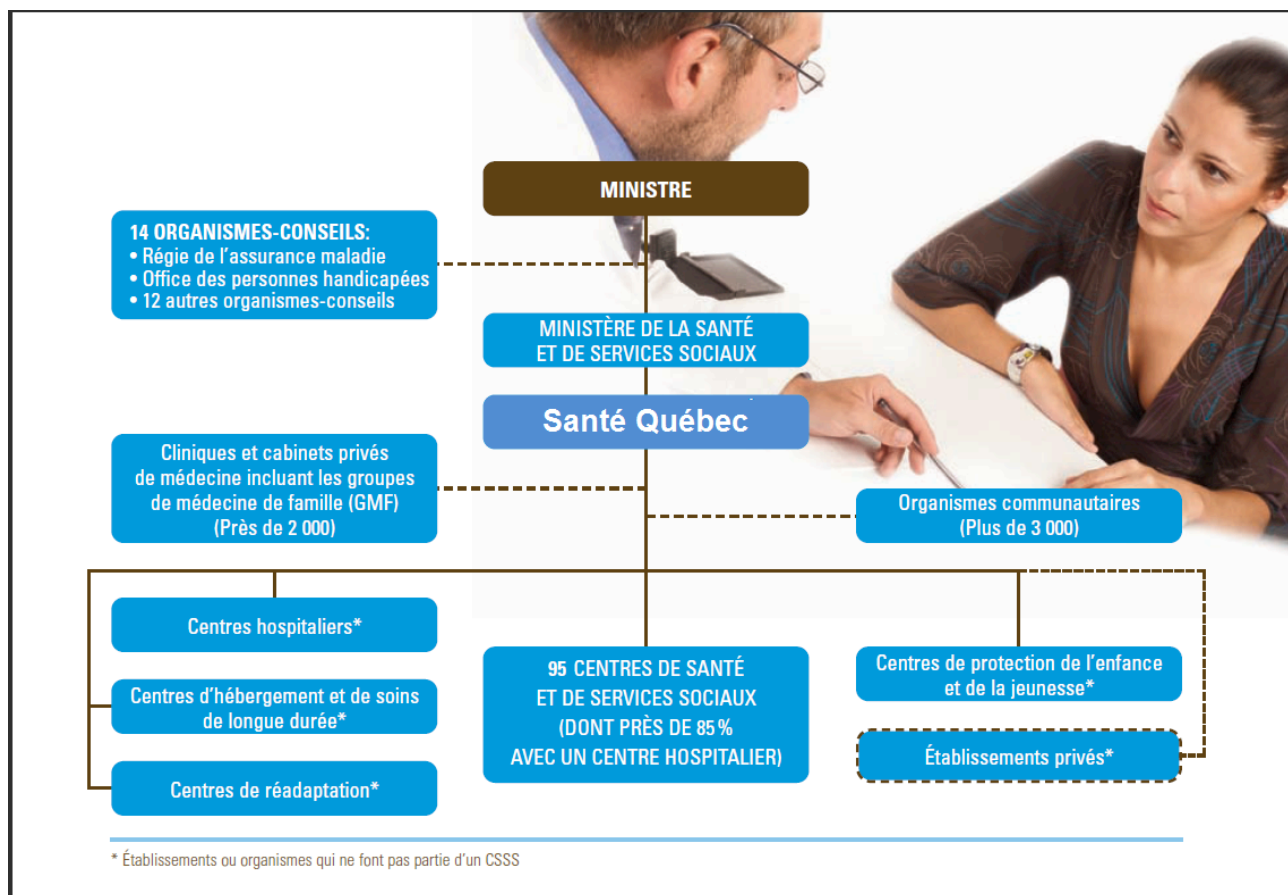 MINISTRE
14 ORGANISMES-CONSEILS:
• Régie de l'assurance maladie
• Office des personnes handicapées
• 12 autres organismes-conseils
MINISTÈRE DE LA SANTÉ
ET DE SERVICES SOCIAUX
Santé Québec
Cliniques et cabinets privés
de médecine incluant les groupes
de médecine de famille (GMF)
(Près de 2 000)
Organismes communautaires
(Plus de 3 000)
Centres hospitaliers*
Centres d'hébergement et de soins
de longue durée*
Centres de réadaptation*
95 CENTRES DE SANTÉ
ET DE SERVICES SOCIAUX
(DONT PRÈS DE 85 %
AVEC UN CENTRE HOSPITALIER)
Centres de protection de l'enfance
et de la jeunesse*
Établissements privés*
* Établissements ou organismes qui ne font pas partie d'un CSSS